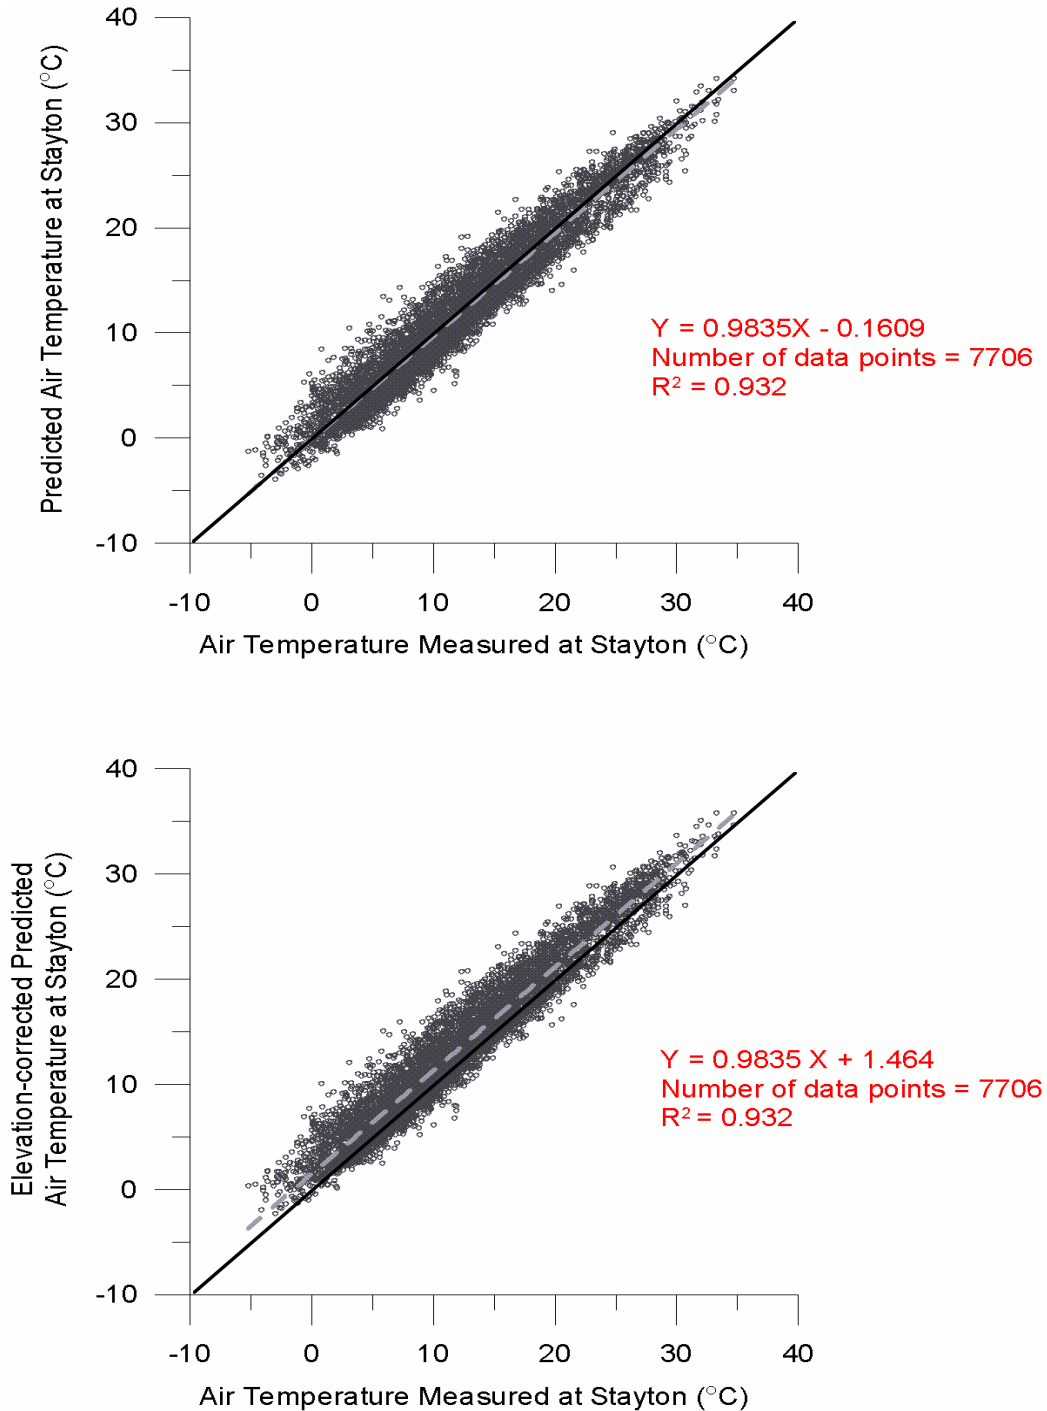 40
30
20
10
0
-10
Predicted Air Temperature at Stayton (°C)
Y = 0.9835X - 0.1609
Number of data points = 7706
R² = 0.932
-10 0 10 20 30 40
Air Temperature Measured at Stayton (°C)
40
30
20
10
0
-10
Elevation-corrected Predicted
Air Temperature at Stayton (°C)
Y = 0.9835 X + 1.464
Number of data points = 7706
R² = 0.932
-10 0 10 20 30 40
Air Temperature Measured at Stayton (°C)